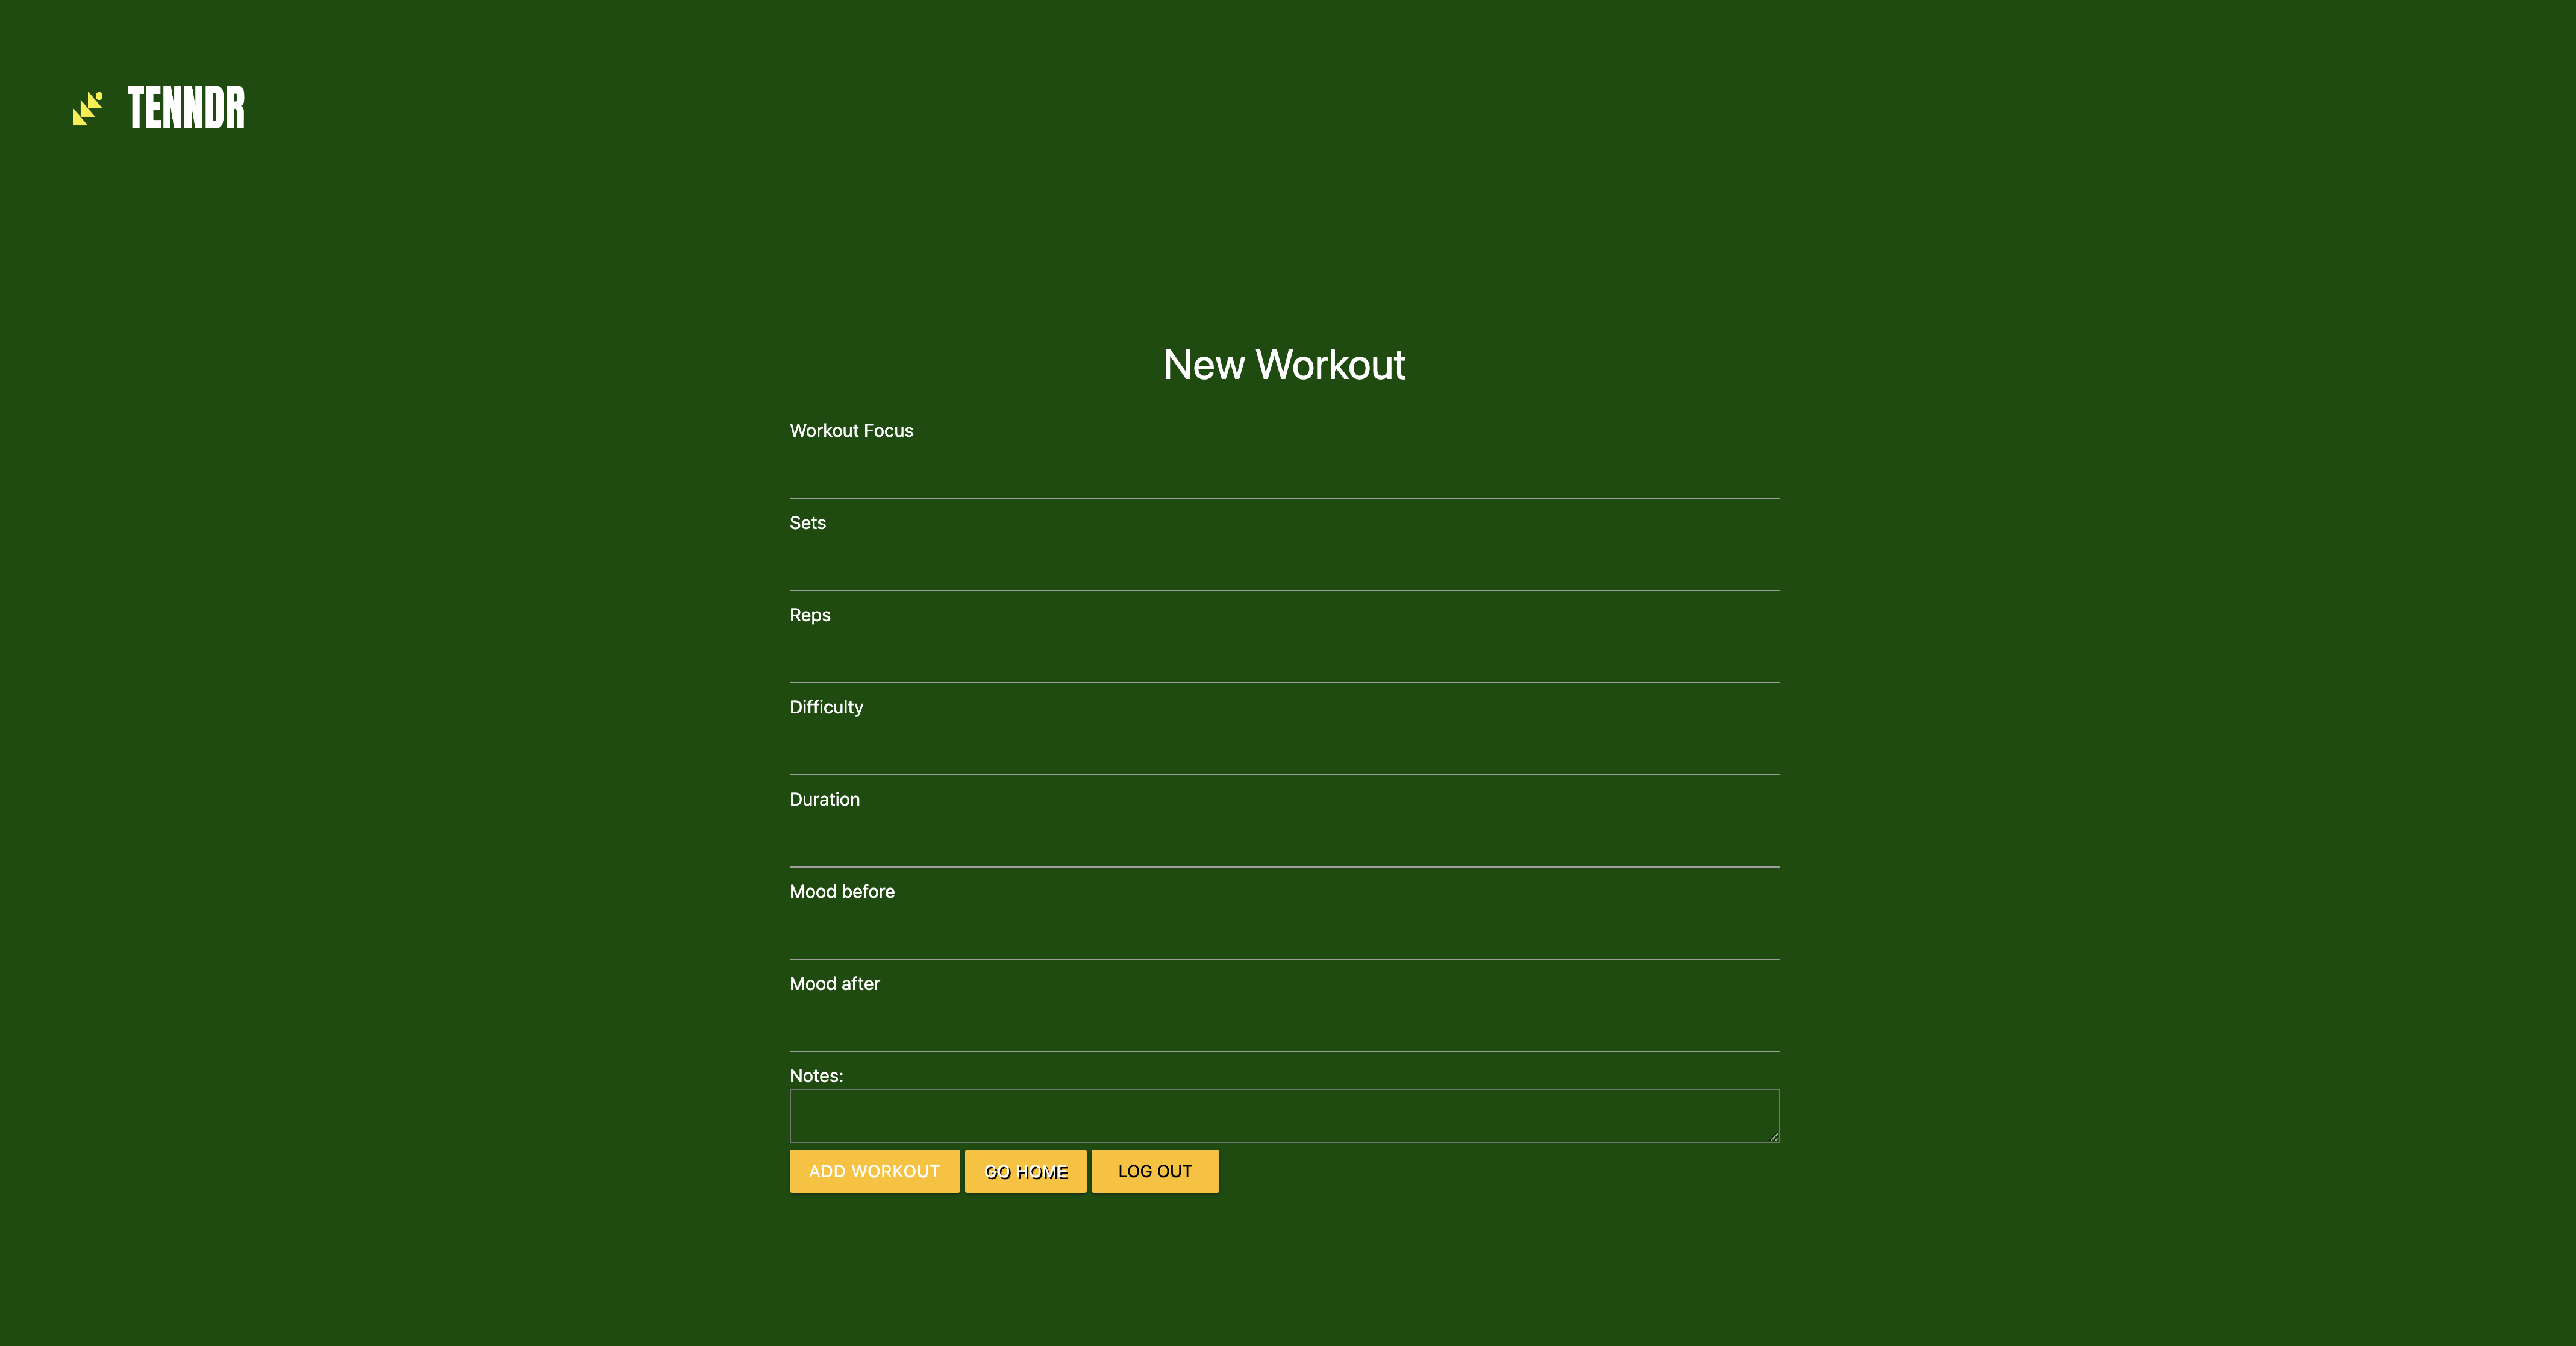 TENNDR
New Workout
Workout Focus
Sets
Reps
Difficulty
Duration
Mood before
Mood after
Notes:
ADD WORKOUT GO HOME LOG OUT